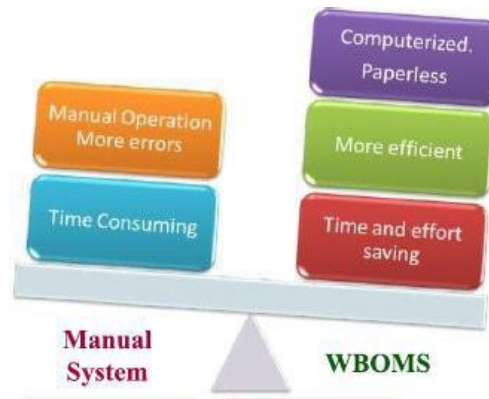 Manual Operation
More errors
Time Consuming
Computerized.
Paperless
More efficient
Time and effort
saving
Manual
System
WBOMS